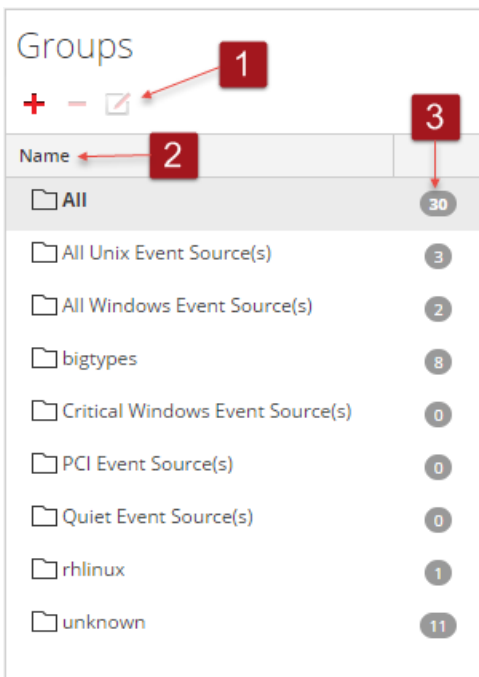 Groups
1
3
Name
2
All 30
All Unix Event Source(s) 3
All Windows Event Source(s) 2
bigtypes 8
Critical Windows Event Source(s) 0
PCI Event Source(s) 0
Quiet Event Source(s) 0
rhlinux 1
unknown 11